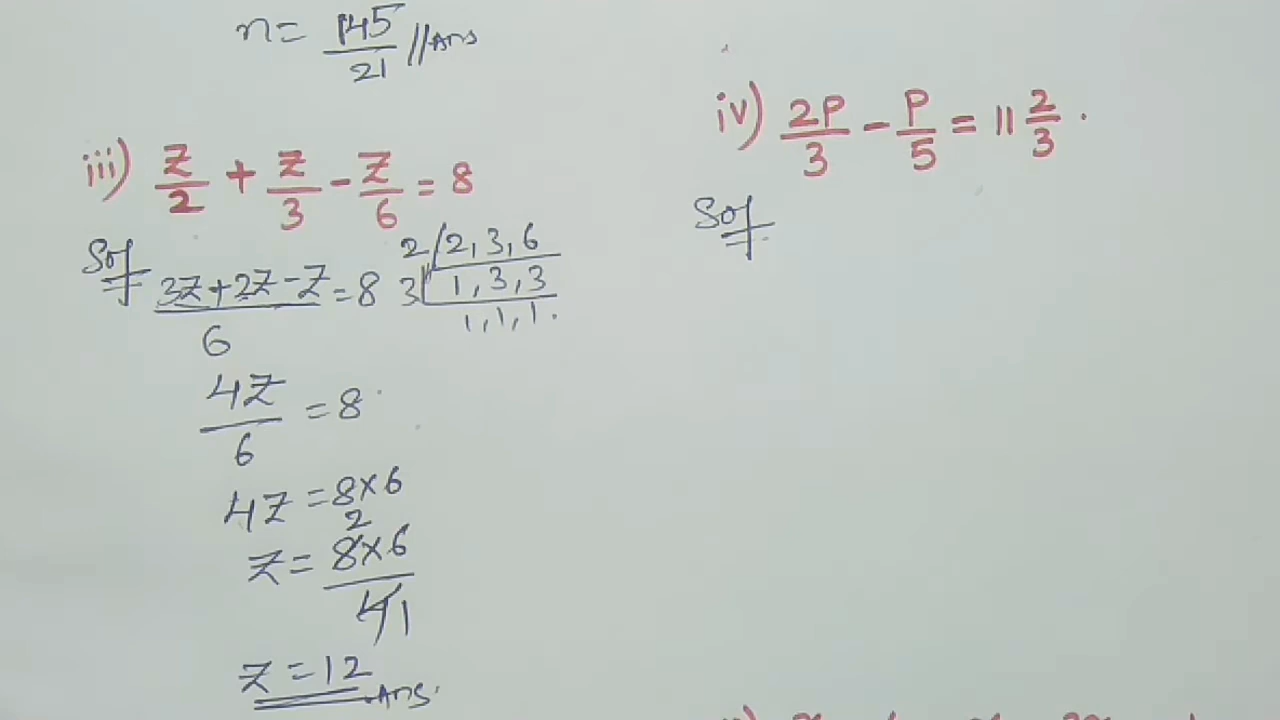 n = 145/21 //Ans
iii) z/2 + z/3 - z/6 = 8
Sol
2 2, 3, 6
3 1, 3, 3
1, 1, 1.
3z+2z-z/6 = 8
4z/6 = 8
4z = 8×6
2
z = 8×6/4 1
z = 12 Ans.
iv) 2P/3 - P/5 = 11 2/3.
Sol